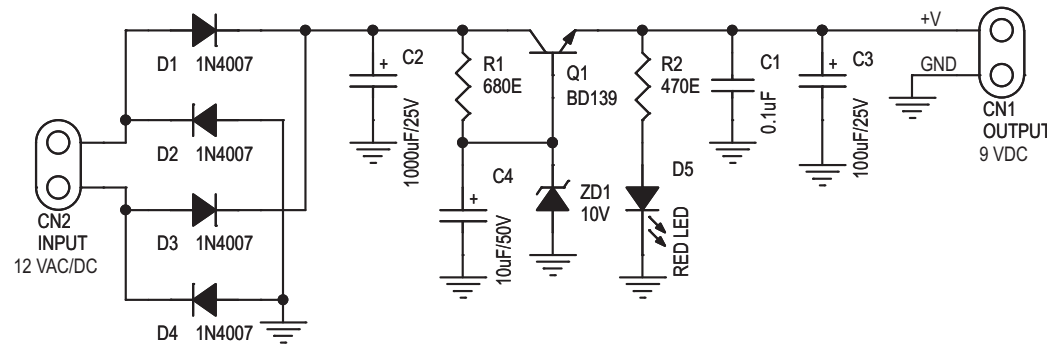 D1 1N4007
D2 1N4007
CN2
INPUT
12 VAC/DC
D3 1N4007
D4 1N4007
+
C2
1000uF/25V
R1
680E
Q1
BD139
+
C4
10uF/50V
ZD1
10V
R2
470E
D5
RED LED
C1
0.1uF
+
C3
100uF/25V
+V
GND
CN1
OUTPUT
9 VDC